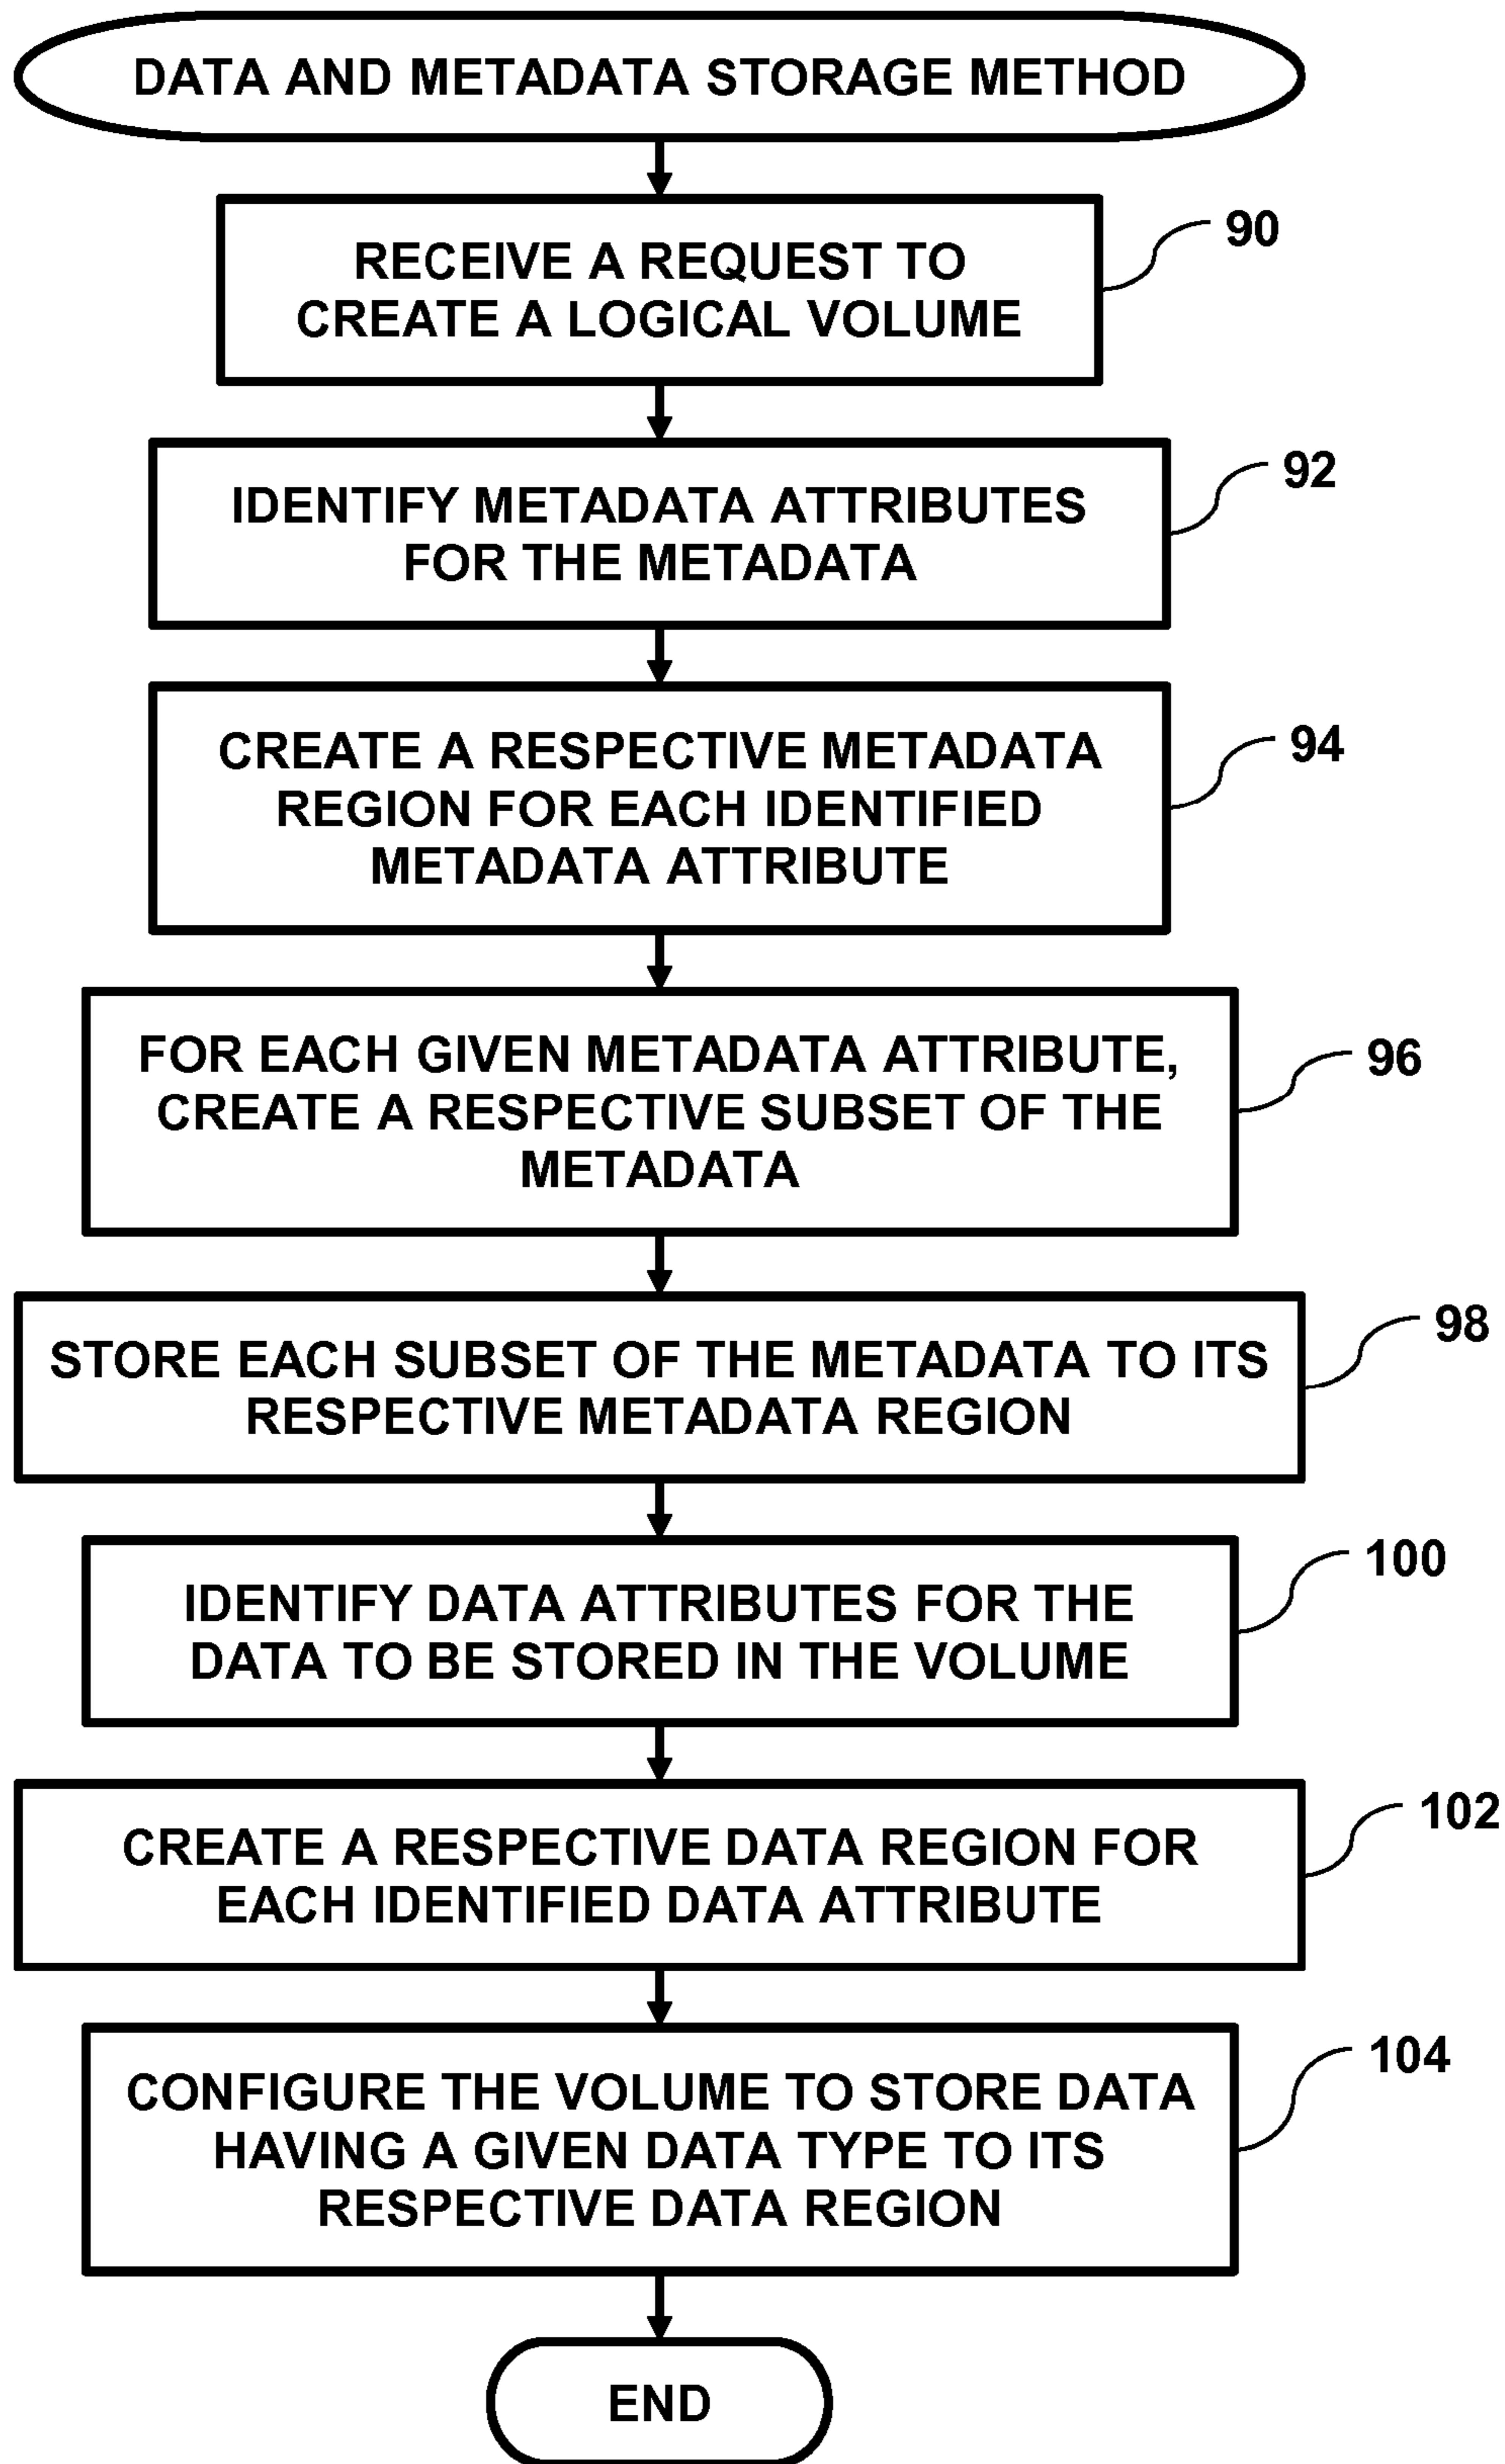 DATA AND METADATA STORAGE METHOD
RECEIVE A REQUEST TO
CREATE A LOGICAL VOLUME
90
IDENTIFY METADATA ATTRIBUTES
FOR THE METADATA
92
CREATE A RESPECTIVE METADATA
REGION FOR EACH IDENTIFIED
METADATA ATTRIBUTE
94
FOR EACH GIVEN METADATA ATTRIBUTE,
CREATE A RESPECTIVE SUBSET OF THE
METADATA
96
STORE EACH SUBSET OF THE METADATA TO ITS
RESPECTIVE METADATA REGION
98
IDENTIFY DATA ATTRIBUTES FOR THE
DATA TO BE STORED IN THE VOLUME
100
CREATE A RESPECTIVE DATA REGION FOR
EACH IDENTIFIED DATA ATTRIBUTE
102
CONFIGURE THE VOLUME TO STORE DATA
HAVING A GIVEN DATA TYPE TO ITS
RESPECTIVE DATA REGION
104
END